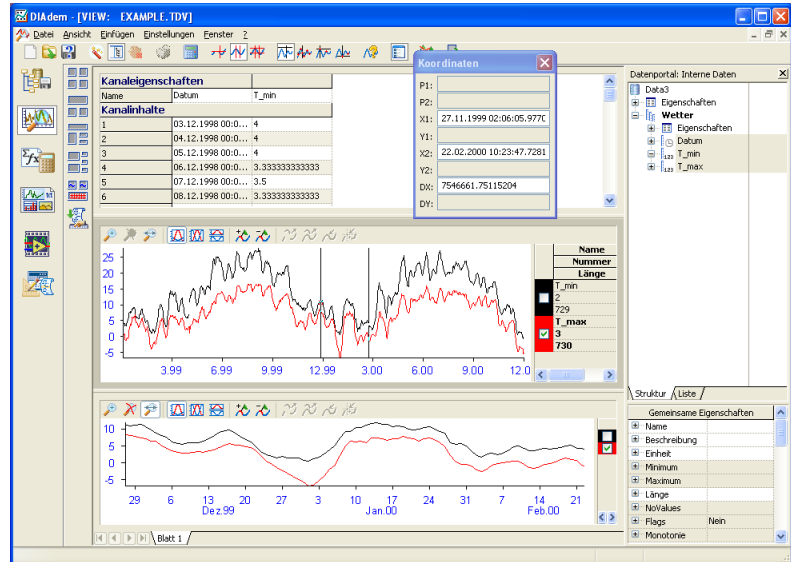 DIAdem - [VIEW:   EXAMPLE.TDV]
Datei Ansicht Einfügen Einstellungen Fenster ?
Koordinaten
P1:
P2:
X1: 27.11.1999 02:06:05.977(
Y1:
X2: 22.02.2000 10:23:47.7281
Y2:
DX: 7546661.75115204
DY:
Kanaleigenschaften
Name Datum T_min
Kanalinhalte
1 03.12.1998 00:0... 4
2 04.12.1998 00:0... 4
3 05.12.1998 00:0... 4
4 06.12.1998 00:0... 3.333333333333
5 07.12.1998 00:0... 3.5
6 08.12.1998 00:0... 3.333333333333
25
20
15
10
5
0
-5
3.99 6.99 9.99 12.99 3.00 6.00 9.00 12.0
Name
Nummer
Länge
T_min
2
729
T_max
3
730
10
5
0
-5
29 6 13 20 27 3 10 17 24 31 7 14 21
Dez.99 Jan.00 Feb.00
Blatt 1
Datenportal: Interne Daten
Data3
Eigenschaften
Wetter
Eigenschaften
Datum
T_min
T_max
Struktur Liste
Gemeinsame Eigenschaften
Name
Beschreibung
Einheit
Minimum
Maximum
Länge
NoValues
Flags Nein
Monotonie